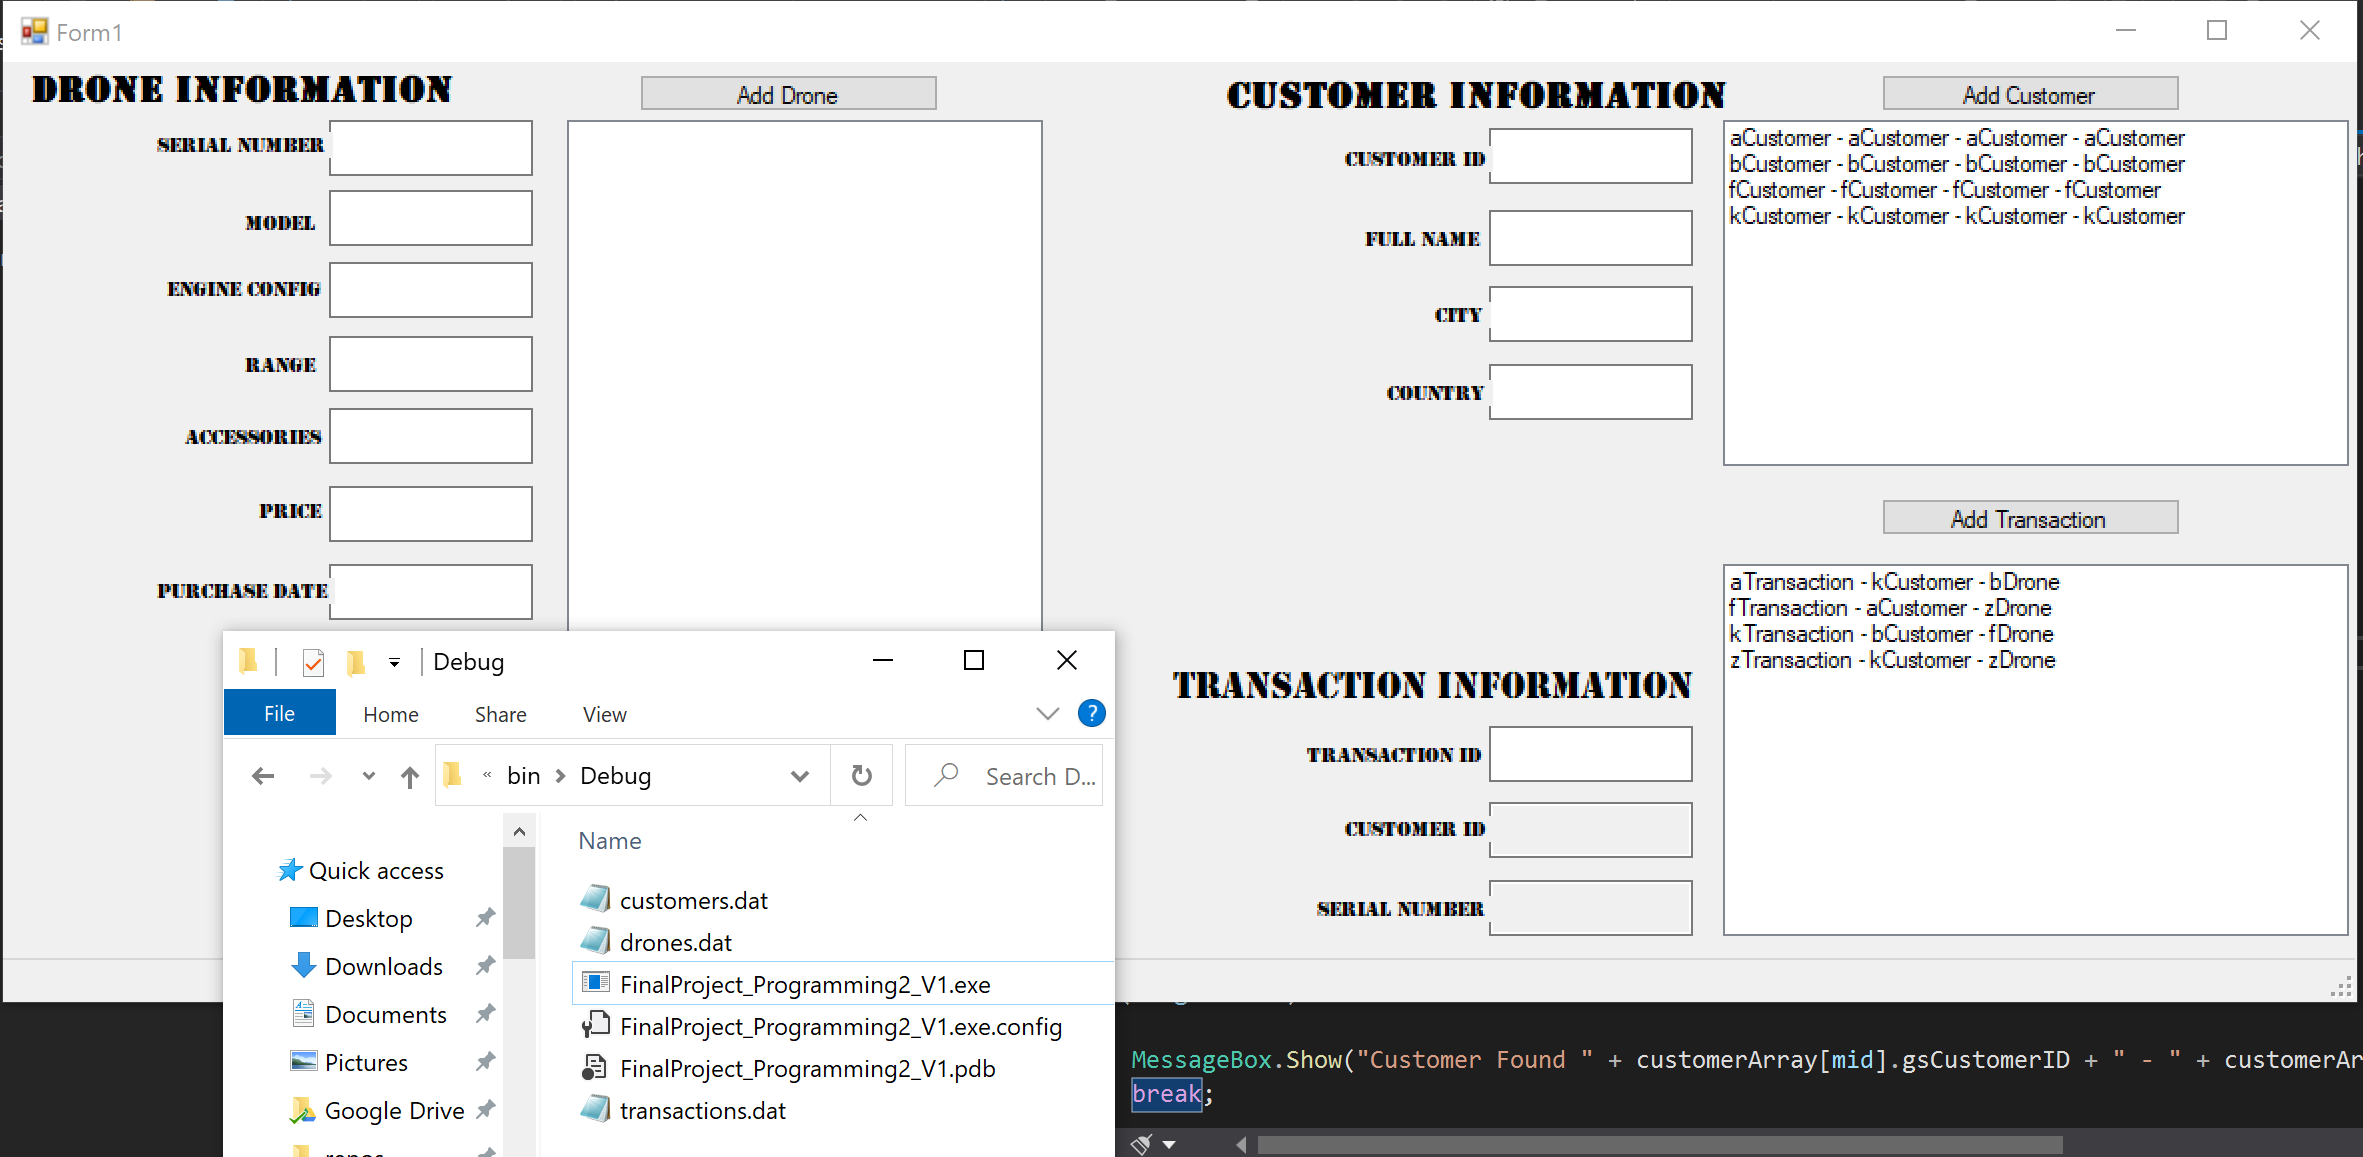 Form1
DRONE INFORMATION
Add Drone
SERIAL NUMBER
MODEL
ENGINE CONFIG
RANGE
ACCESSORIES
PRICE
PURCHASE DATE
CUSTOMER INFORMATION
Add Customer
CUSTOMER ID
FULL NAME
CITY
COUNTRY
aCustomer - aCustomer - aCustomer - aCustomer
bCustomer - bCustomer - bCustomer - bCustomer
fCustomer - fCustomer - fCustomer - fCustomer
kCustomer - kCustomer - kCustomer - kCustomer
Add Transaction
aTransaction - kCustomer - bDrone
fTransaction - aCustomer - zDrone
kTransaction - bCustomer - fDrone
zTransaction - kCustomer - zDrone
TRANSACTION INFORMATION
TRANSACTION ID
CUSTOMER ID
SERIAL NUMBER
Debug
File Home Share View
?
« bin > Debug
Search D...
Name
Quick access
Desktop
Downloads
Documents
Pictures
Google Drive
repos
customers.dat
drones.dat
FinalProject_Programming2_V1.exe
FinalProject_Programming2_V1.exe.config
FinalProject_Programming2_V1.pdb
transactions.dat
MessageBox.Show("Customer Found " + customerArray[mid].gsCustomerID + " - " + customerAr
break;